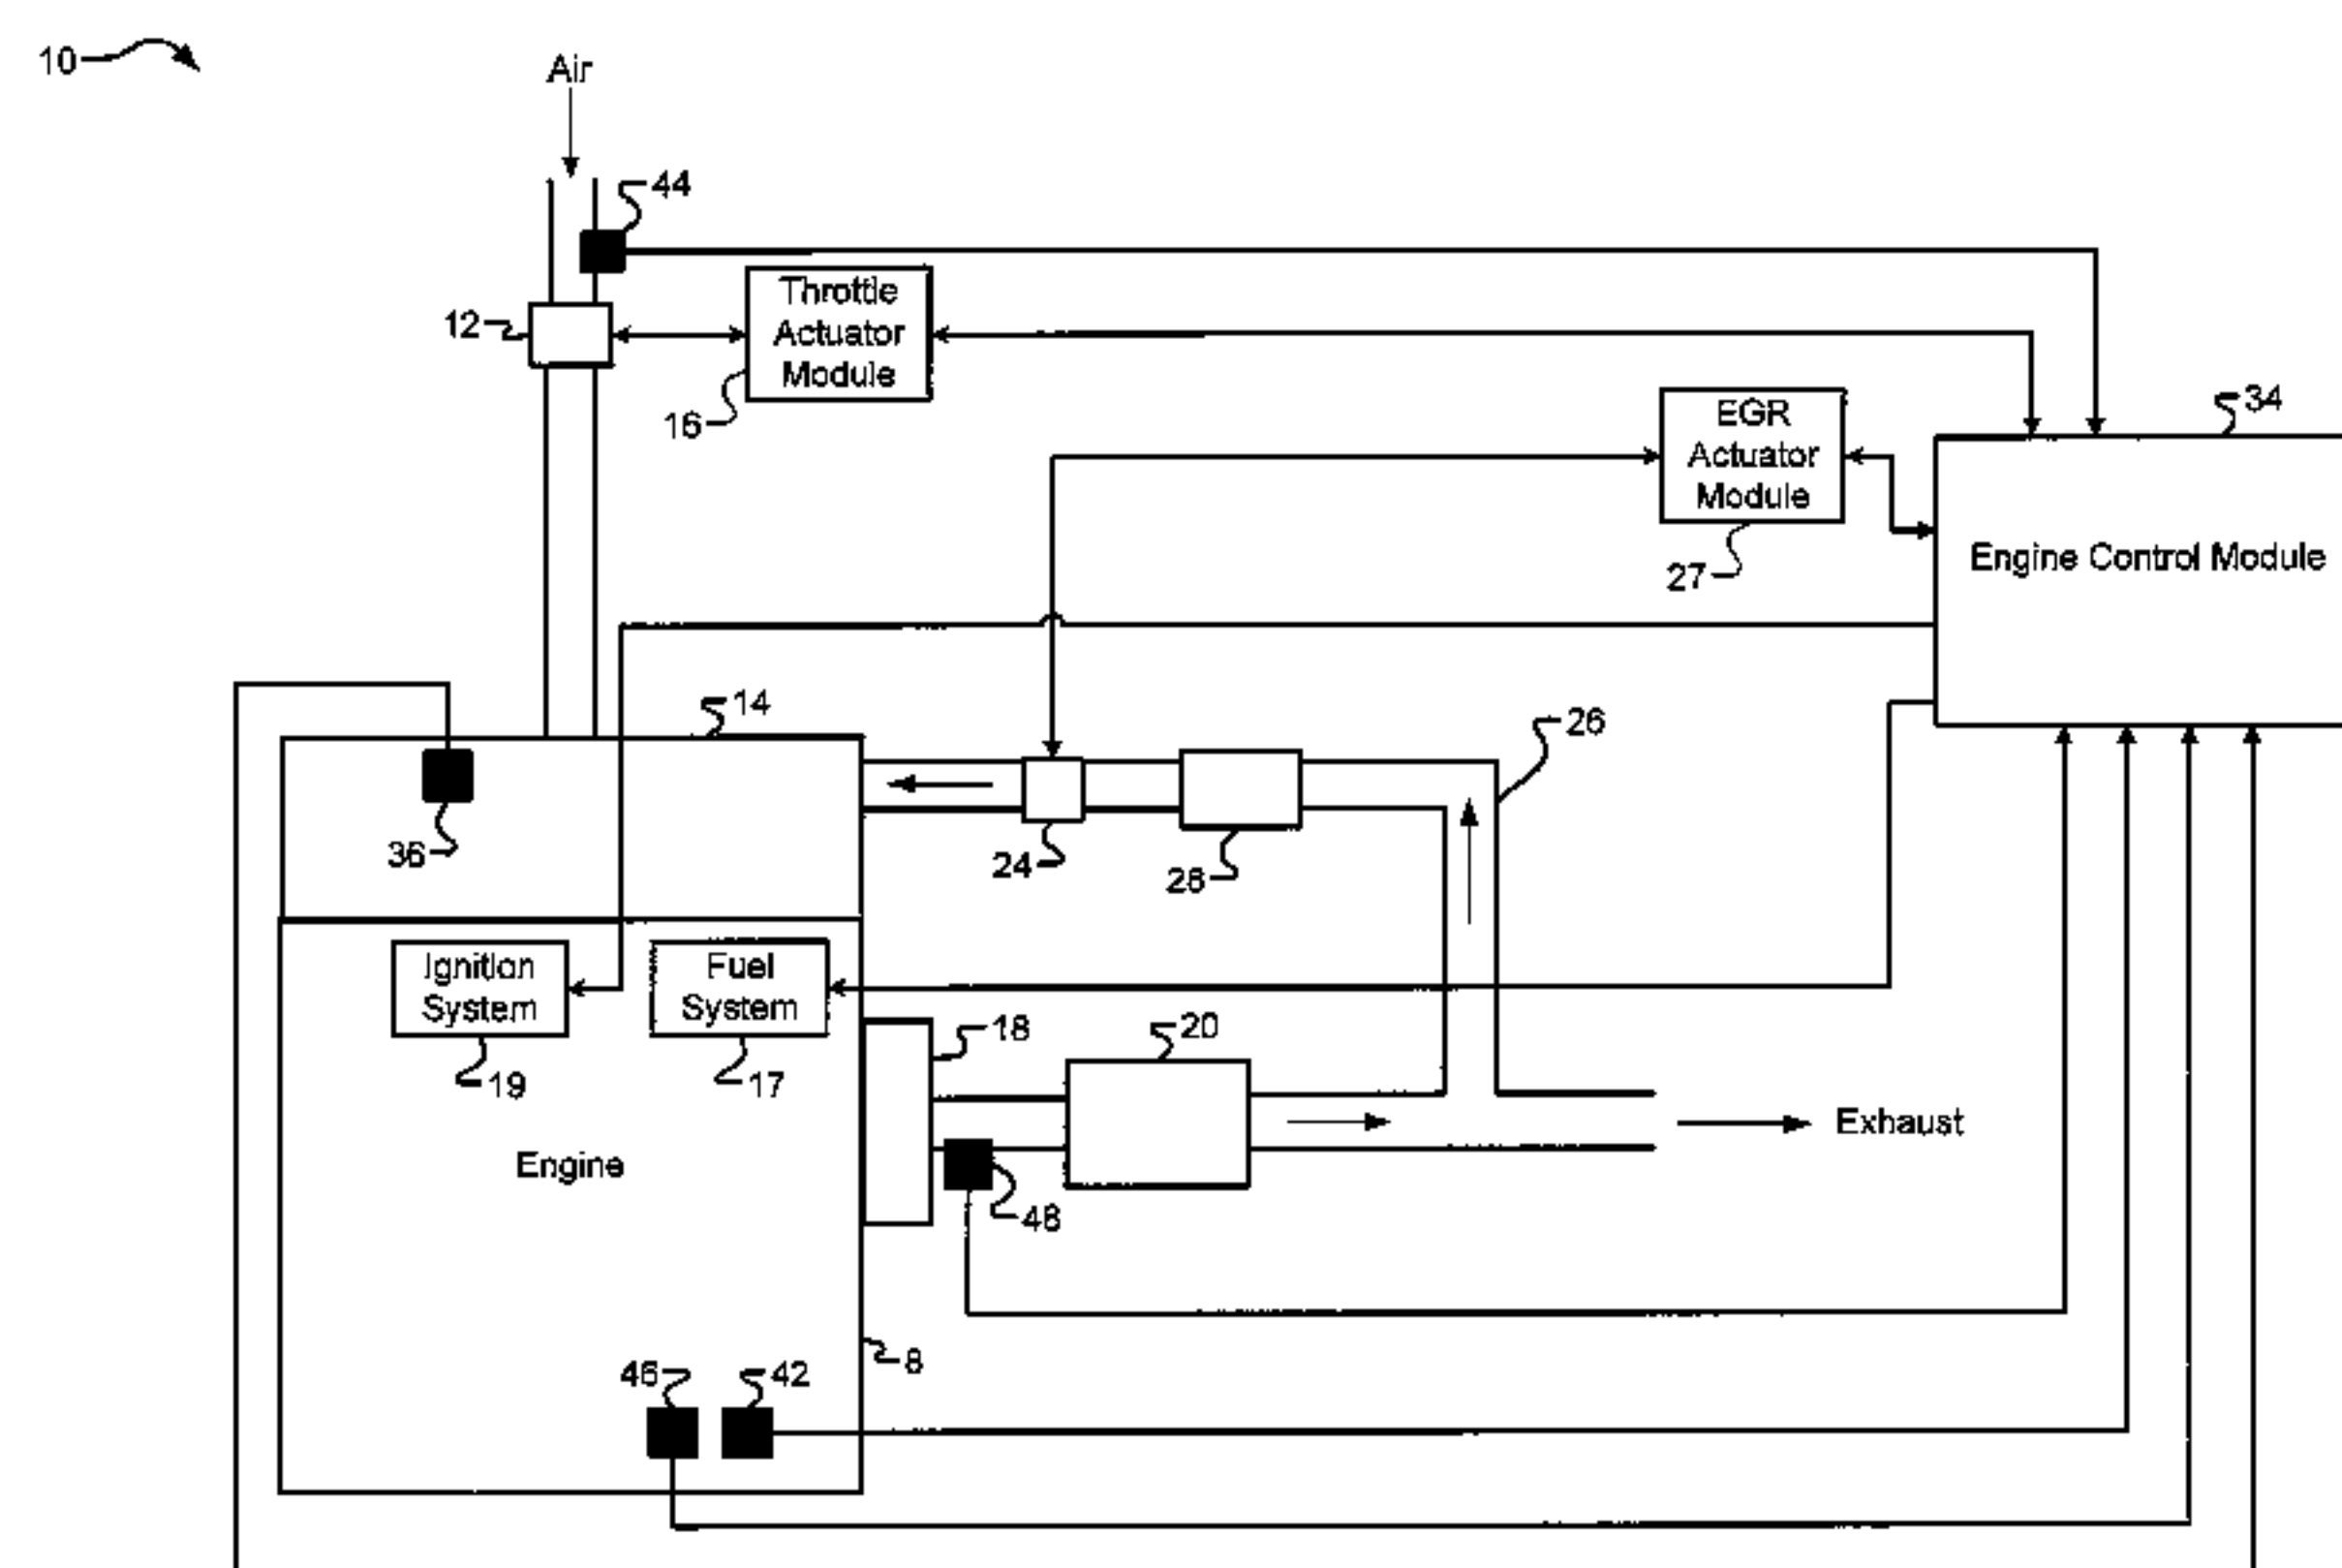 10
Air
44
Throttle
Actuator
Module
12
16
EGR
Actuator
Module
34
27
Engine Control Module
14
26
36
24
28
Ignition
System
Fuel
System
18
20
19
17
Exhaust
Engine
48
8
46
42